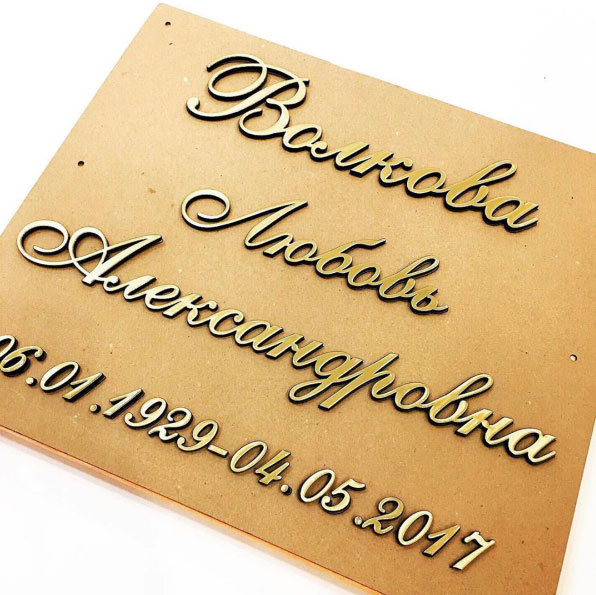 Волкова
Любовь
Александровна
06.01.1929-04.05.2017